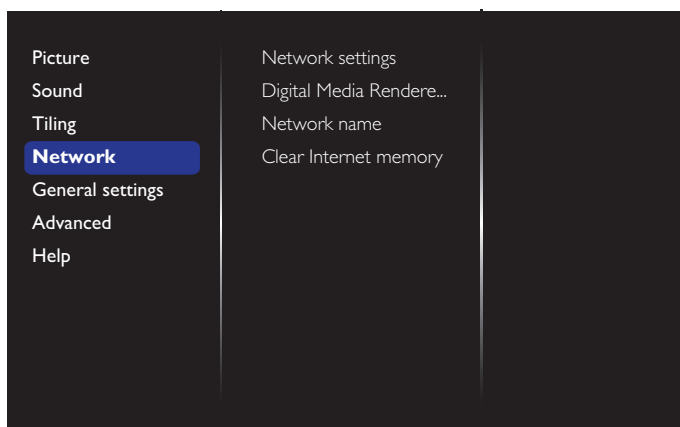 Picture
Sound
Tiling
Network
General settings
Advanced
Help
Network settings
Digital Media Rendere...
Network name
Clear Internet memory